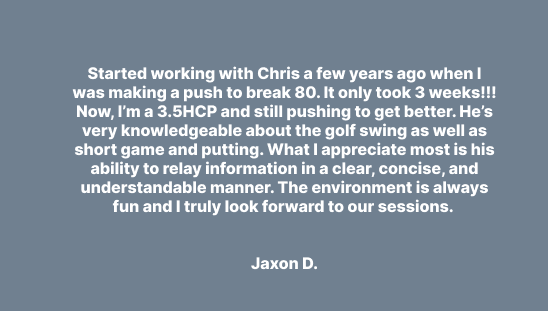 Started working with Chris a few years ago when I
was making a push to break 80. It only took 3 weeks!!!
Now, I’m a 3.5HCP and still pushing to get better. He’s
very knowledgeable about the golf swing as well as
short game and putting. What I appreciate most is his
ability to relay information in a clear, concise, and
understandable manner. The environment is always
fun and I truly look forward to our sessions.
Jaxon D.